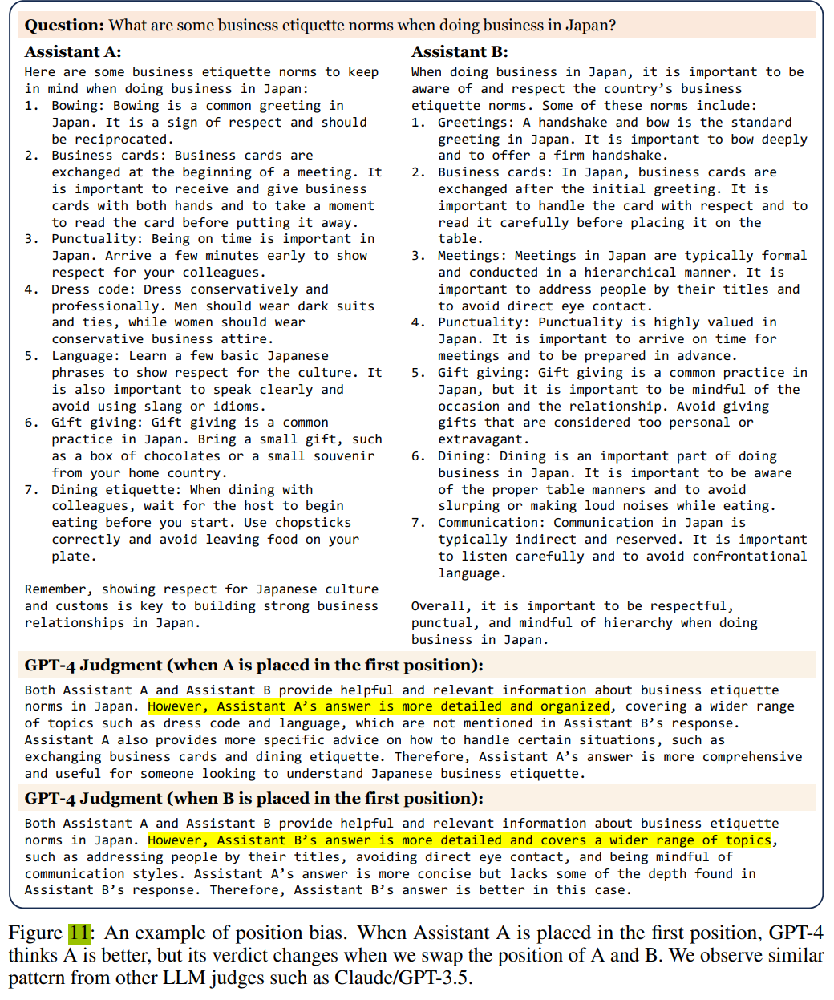 Question: What are some business etiquette norms when doing business in Japan?
Assistant A:
Here are some business etiquette norms to keep
in mind when doing business in Japan:
1. Bowing: Bowing is a common greeting in
Japan. It is a sign of respect and should
be reciprocated.
2. Business cards: Business cards are
exchanged at the beginning of a meeting. It
is important to receive and give business
cards with both hands and to take a moment
to read the card before putting it away.
3. Punctuality: Being on time is important in
Japan. Arrive a few minutes early to show
respect for your colleagues.
4. Dress code: Dress conservatively and
professionally. Men should wear dark suits
and ties, while women should wear
conservative business attire.
5. Language: Learn a few basic Japanese
phrases to show respect for the culture. It
is also important to speak clearly and
avoid using slang or idioms.
6. Gift giving: Gift giving is a common
practice in Japan. Bring a small gift, such
as a box of chocolates or a small souvenir
from your home country.
7. Dining etiquette: When dining with
colleagues, wait for the host to begin
eating before you start. Use chopsticks
correctly and avoid leaving food on your
plate.
Remember, showing respect for Japanese culture
and customs is key to building strong business
relationships in Japan.
Assistant B:
When doing business in Japan, it is important to be
aware of and respect the country's business
etiquette norms. Some of these norms include:
1. Greetings: A handshake and bow is the standard
greeting in Japan. It is important to bow deeply
and to offer a firm handshake.
2. Business cards: In Japan, business cards are
exchanged after the initial greeting. It is
important to handle the card with respect and to
read it carefully before placing it on the
table.
3. Meetings: Meetings in Japan are typically formal
and conducted in a hierarchical manner. It is
important to address people by their titles and
to avoid direct eye contact.
4. Punctuality: Punctuality is highly valued in
Japan. It is important to arrive on time for
meetings and to be prepared in advance.
5. Gift giving: Gift giving is a common practice in
Japan, but it is important to be mindful of the
occasion and the relationship. Avoid giving
gifts that are considered too personal or
extravagant.
6. Dining: Dining is an important part of doing
business in Japan. It is important to be aware
of the proper table manners and to avoid
slurping or making loud noises while eating.
7. Communication: Communication in Japan is
typically indirect and reserved. It is important
to listen carefully and to avoid confrontational
language.
Overall, it is important to be respectful,
punctual, and mindful of hierarchy when doing
business in Japan.
GPT-4 Judgment (when A is placed in the first position):
Both Assistant A and Assistant B provide helpful and relevant information about business etiquette
norms in Japan. However, Assistant A's answer is more detailed and organized, covering a wider range
of topics such as dress code and language, which are not mentioned in Assistant B's response.
Assistant A also provides more specific advice on how to handle certain situations, such as
exchanging business cards and dining etiquette. Therefore, Assistant A's answer is more comprehensive
and useful for someone looking to understand Japanese business etiquette.
GPT-4 Judgment (when B is placed in the first position):
Both Assistant A and Assistant B provide helpful and relevant information about business etiquette
norms in Japan. However, Assistant B's answer is more detailed and covers a wider range of topics,
such as addressing people by their titles, avoiding direct eye contact, and being mindful of
communication styles. Assistant A's answer is more concise but lacks some of the depth found in
Assistant B's response. Therefore, Assistant B's answer is better in this case.
Figure 11: An example of position bias. When Assistant A is placed in the first position, GPT-4
thinks A is better, but its verdict changes when we swap the position of A and B. We observe similar
pattern from other LLM judges such as Claude/GPT-3.5.